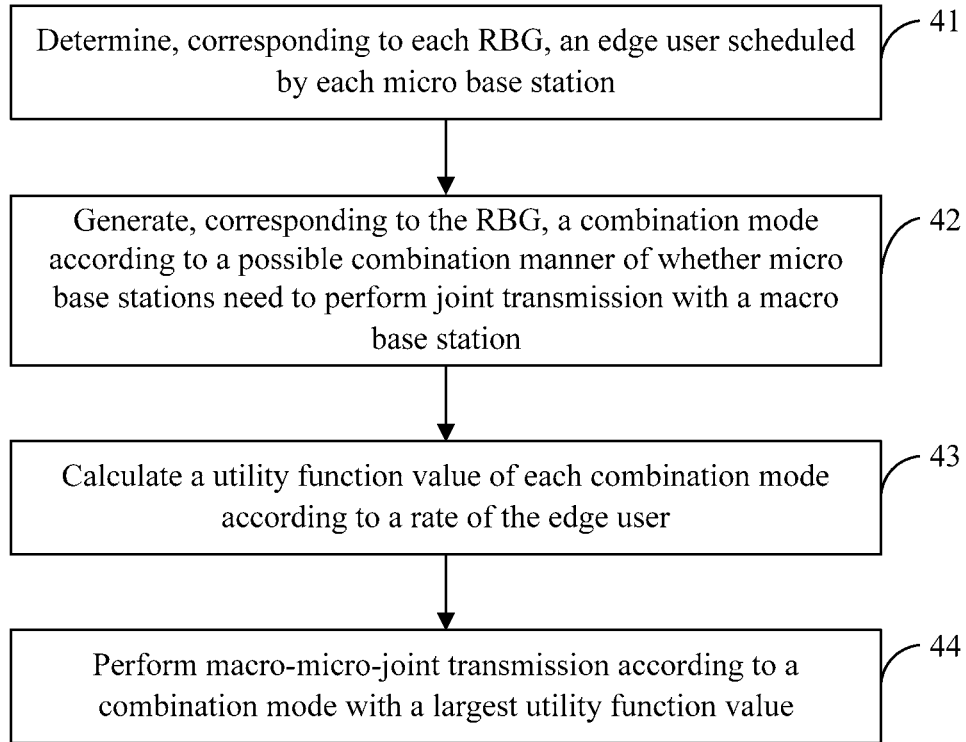 Determine, corresponding to each RBG, an edge user scheduled
by each micro base station
41
Generate, corresponding to the RBG, a combination mode
according to a possible combination manner of whether micro
base stations need to perform joint transmission with a macro
base station
42
Calculate a utility function value of each combination mode
according to a rate of the edge user
43
Perform macro-micro-joint transmission according to a
combination mode with a largest utility function value
44